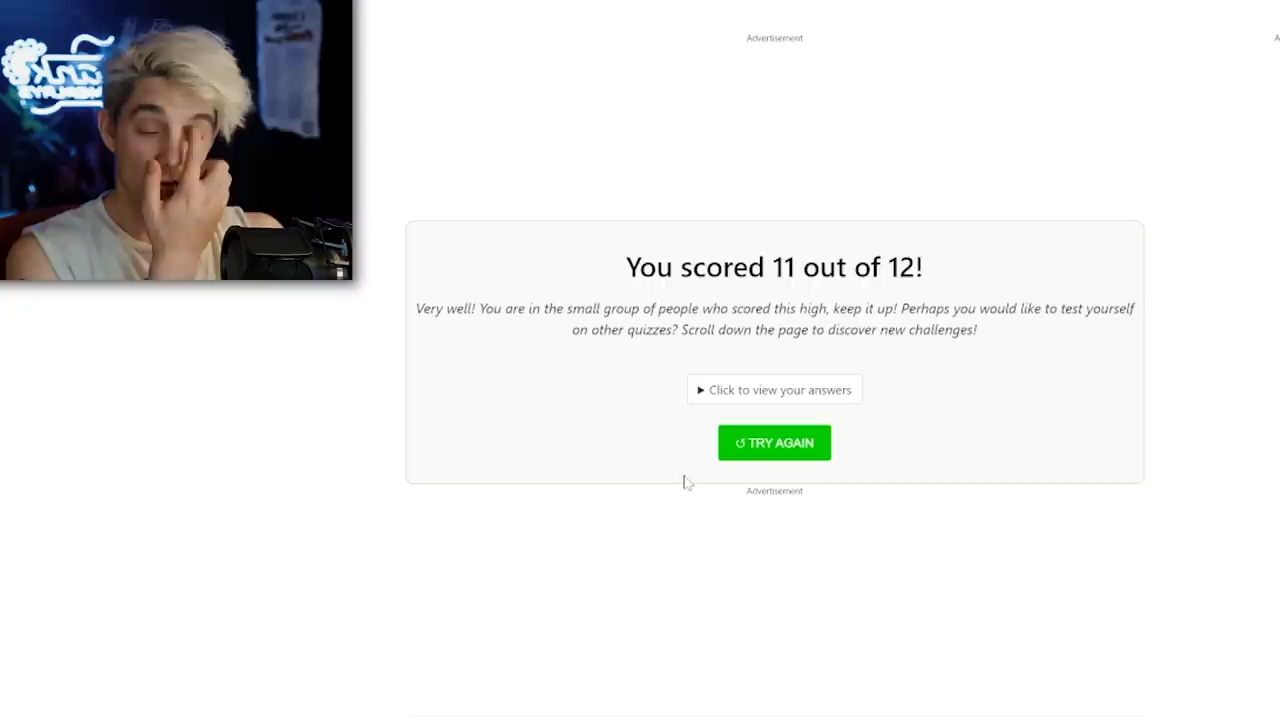 Advertisement
You scored 11 out of 12!
Very well! You are in the small group of people who scored this high, keep it up! Perhaps you would like to test yourself
on other quizzes? Scroll down the page to discover new challenges!
▶ Click to view your answers
↺ TRY AGAIN
Advertisement